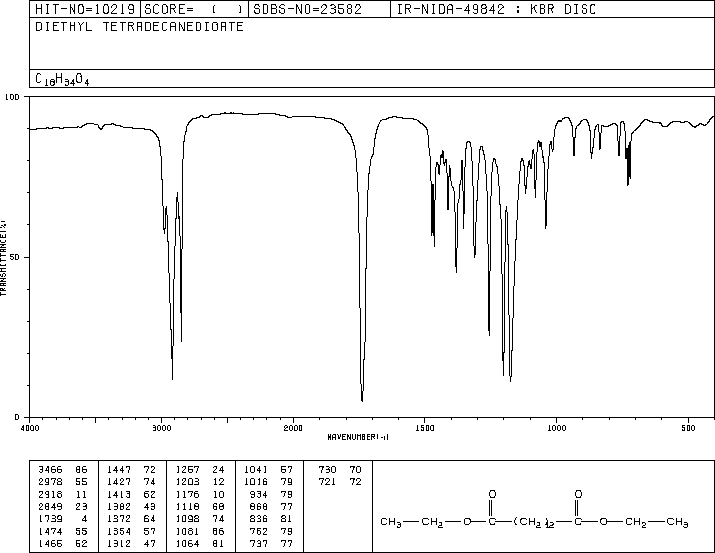 HIT-NO=10219 SCORE= ( ) SDBS-NO=23582 IR-NIDA-49842 : KBR DISC
DIETHYL TETRADECANEDIOATE
C18H34O4
100
50
0
TRANSMITTANCE(%)
4000 3000 2000 1500 1000 500
WAVENUMBER(-1)
3466 86 1447 72 1257 24 1041 57 730 70
2978 55 1427 74 1203 12 1016 79 721 72
2918 11 1413 62 1176 10 934 79
2849 23 1382 43 1118 68 868 77
1739 4 1372 64 1098 74 836 81
1474 55 1354 57 1081 66 762 79
1465 52 1312 47 1064 81 737 77
O O
CH3 CH2 O C (CH2)12 C O CH2 CH3